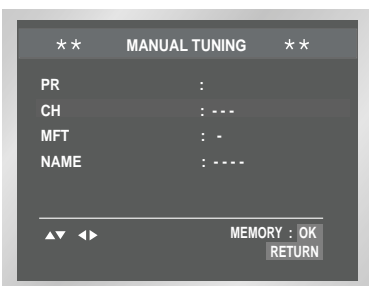 ** MANUAL TUNING **
PR :
CH : ---
MFT : -
NAME : ----
▲▼ ◀▶ MEMORY : OK
RETURN